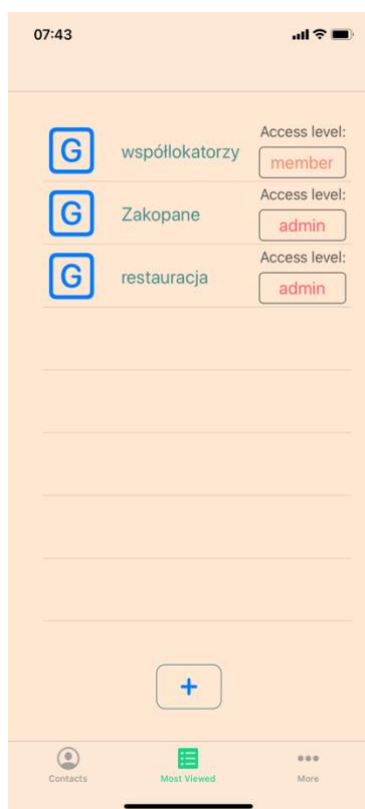 07:43
Access level:
G współlokatorzy member
Access level:
G Zakopane admin
Access level:
G restauracja admin
+
Contacts Most Viewed More